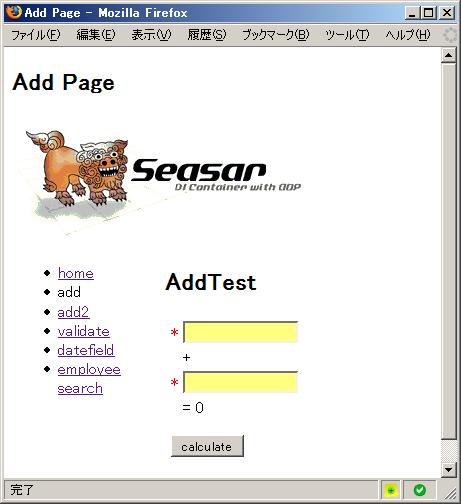 Add Page - Mozilla Firefox
ファイル(F) 編集(E) 表示(V) 履歴(S) ブックマーク(B) ツール(T) ヘルプ(H)
Add Page
Seasar
DI Container with AOP
home
add
add2
validate
datefield
employee
search
AddTest
*
+
*
= 0
calculate
完了